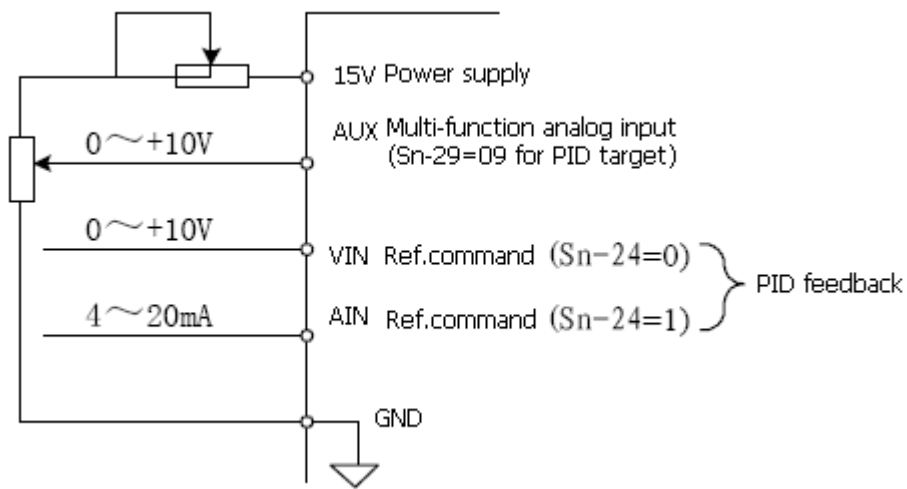 15V Power supply
0～+10V
AUX Multi-function analog input
(Sn-29=09 for PID target)
0～+10V
VIN Ref.command (Sn-24=0)
PID feedback
4～20mA
AIN Ref.command (Sn-24=1)
GND